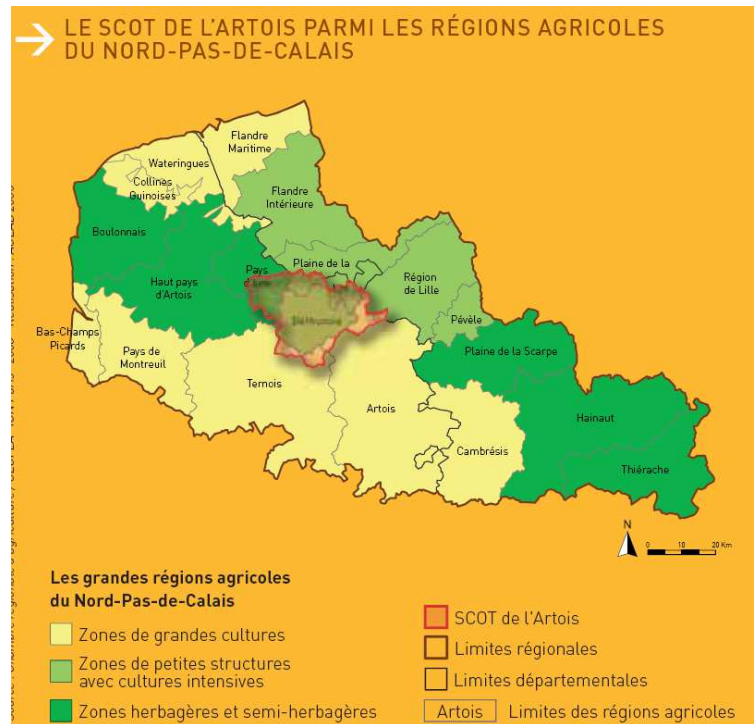 LE SCOT DE L'ARTOIS PARMI LES RÉGIONS AGRICOLES
DU NORD-PAS-DE-CALAIS
Flandre
Maritime
Wateringues
Collines
Guinoises
Flandre
Intérieure
Boulonnais
Plaine de la
Pays
Haut pays
d'Artois
Région
de Lille
Pévèle
Bas-Champs
Picards
Pays de
Montreuil
Plaine de la Scarpe
Ternois
Artois
Hainaut
Cambrésis
Thiérache
N
0 10 20 Km
Les grandes régions agricoles
du Nord-Pas-de-Calais
Zones de grandes cultures
Zones de petites structures
avec cultures intensives
Zones herbagères et semi-herbagères
SCOT de l'Artois
Limites régionales
Limites départementales
Artois Limites des régions agricoles